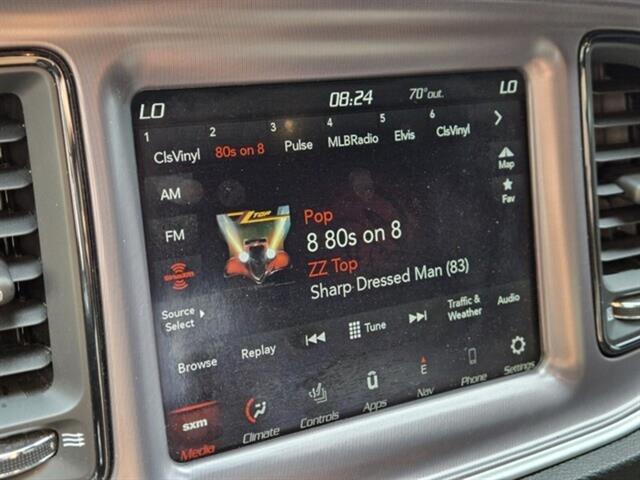 LO 08:24 70°out. LO
1 2 3 4 5 6
ClsVinyl 80s on 8 Pulse MLBRadio Elvis ClsVinyl
AM
Map
Fav
FM
ZZ TOP
Pop
8 80s on 8
ZZ Top
Sharp Dressed Man (83)
siriusxm
Source
Select
Browse Replay Tune Traffic & Weather Audio
sxm
Media Climate Controls Apps E Nav Phone Settings